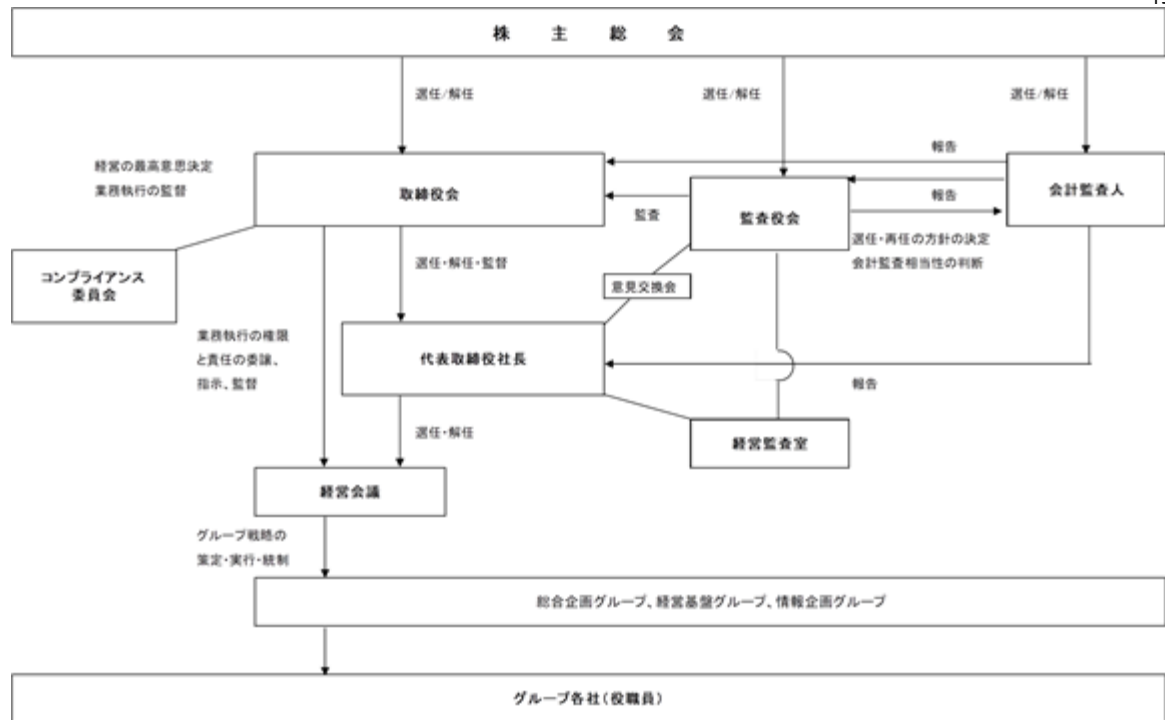 株 主 総 会
選任/解任
選任/解任
選任/解任
経営の最高意思決定
業務執行の監督
取締役会
報告
監査
監査役会
報告
会計監査人
選任・再任の方針の決定
会計監査相当性の判断
コンプライアンス
委員会
選任・解任・監督
意見交換会
業務執行の権限
と責任の委譲、
指示、監督
代表取締役社長
報告
選任・解任
経営監査室
経営会議
グループ戦略の
策定・実行・統制
総合企画グループ、経営基盤グループ、情報企画グループ
グループ各社(役職員)